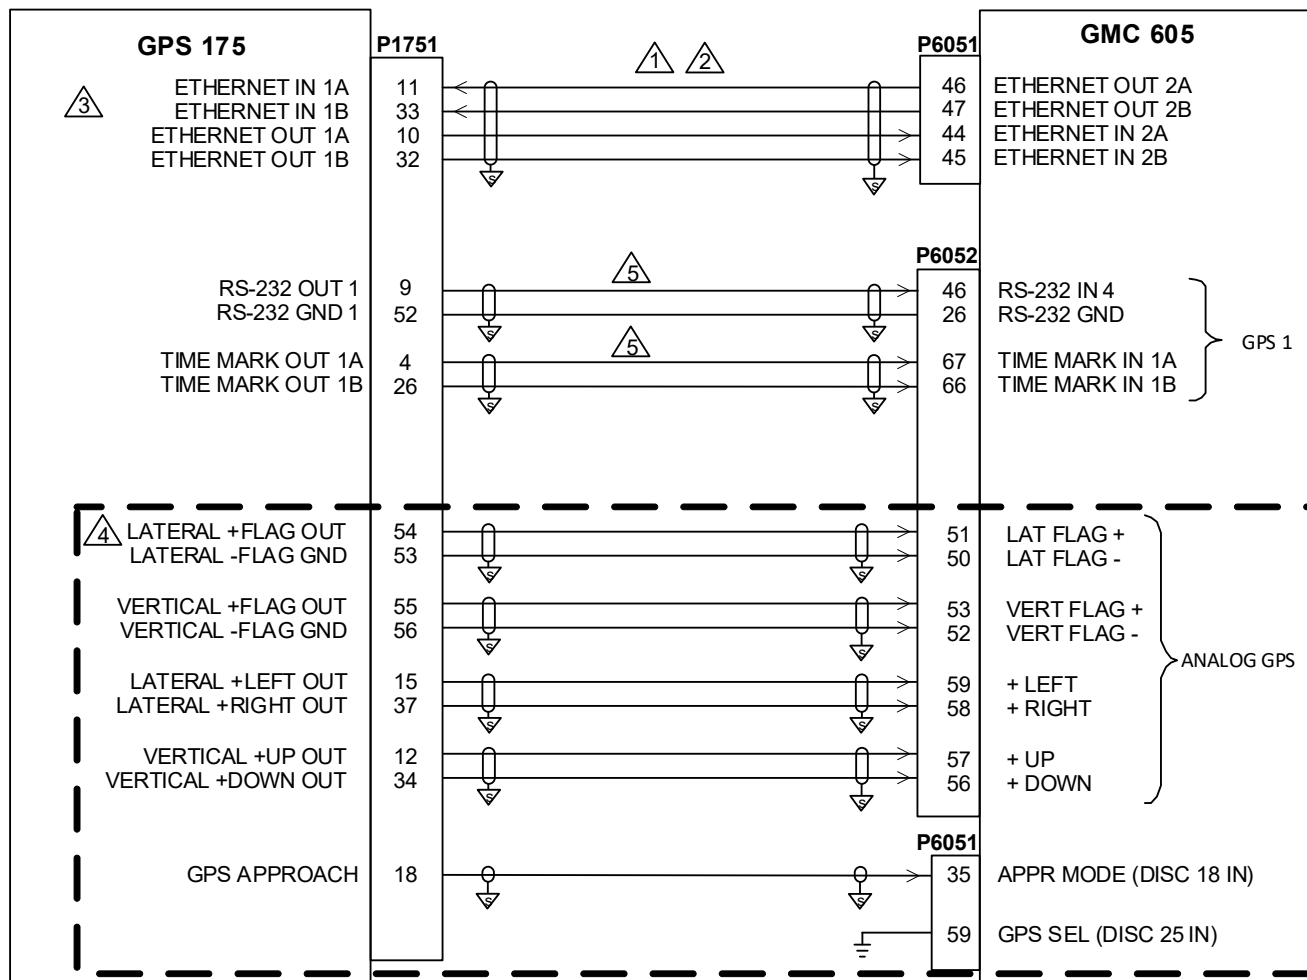 GPS 175 P1751 P6051 GMC 605
1 2
ETHERNET IN 1A 11 46 ETHERNET OUT 2A
3
ETHERNET IN 1B 33 47 ETHERNET OUT 2B
ETHERNET OUT 1A 10 44 ETHERNET IN 2A
ETHERNET OUT 1B 32 45 ETHERNET IN 2B
S S
P6052
5
RS-232 OUT 1 9 46 RS-232 IN 4
RS-232 GND 1 52 26 RS-232 GND
S S
GPS 1
5
TIME MARK OUT 1A 4 67 TIME MARK IN 1A
TIME MARK OUT 1B 26 66 TIME MARK IN 1B
S S
4 LATERAL +FLAG OUT 54 51 LAT FLAG +
LATERAL -FLAG GND 53 50 LAT FLAG -
S S
VERTICAL +FLAG OUT 55 53 VERT FLAG +
VERTICAL -FLAG GND 56 52 VERT FLAG -
S S
ANALOG GPS
LATERAL +LEFT OUT 15 59 + LEFT
LATERAL +RIGHT OUT 37 58 + RIGHT
S S
VERTICAL +UP OUT 12 57 + UP
VERTICAL +DOWN OUT 34 56 + DOWN
S S
P6051
GPS APPROACH 18 35 APPR MODE (DISC 18 IN)
S S
59 GPS SEL (DISC 25 IN)